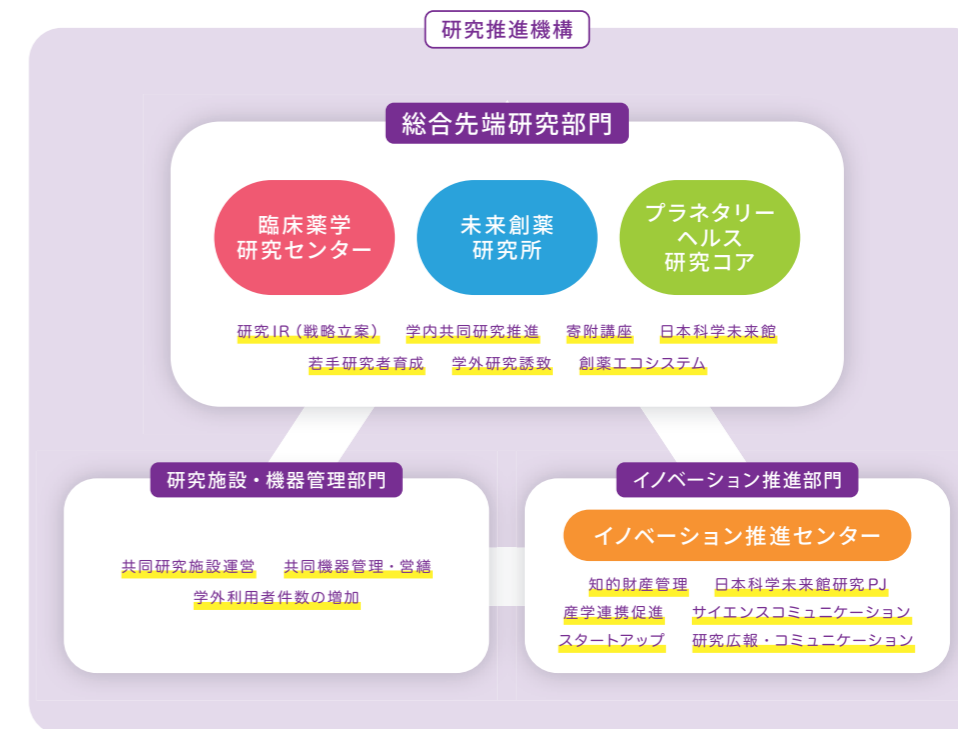 研究推進機構
総合先端研究部門
臨床薬学
研究センター
未来創薬
研究所
プラネタリー
ヘルス
研究コア
研究IR（戦略立案） 学内共同研究推進 寄附講座 日本科学未来館
若手研究者育成 学外研究誘致 創薬エコシステム
研究施設・機器管理部門
共同研究施設運営 共同機器管理・営繕
学外利用者件数の増加
イノベーション推進部門
イノベーション推進センター
知的財産管理 日本科学未来館研究PJ
産学連携促進 サイエンスコミュニケーション
スタートアップ 研究広報・コミュニケーション